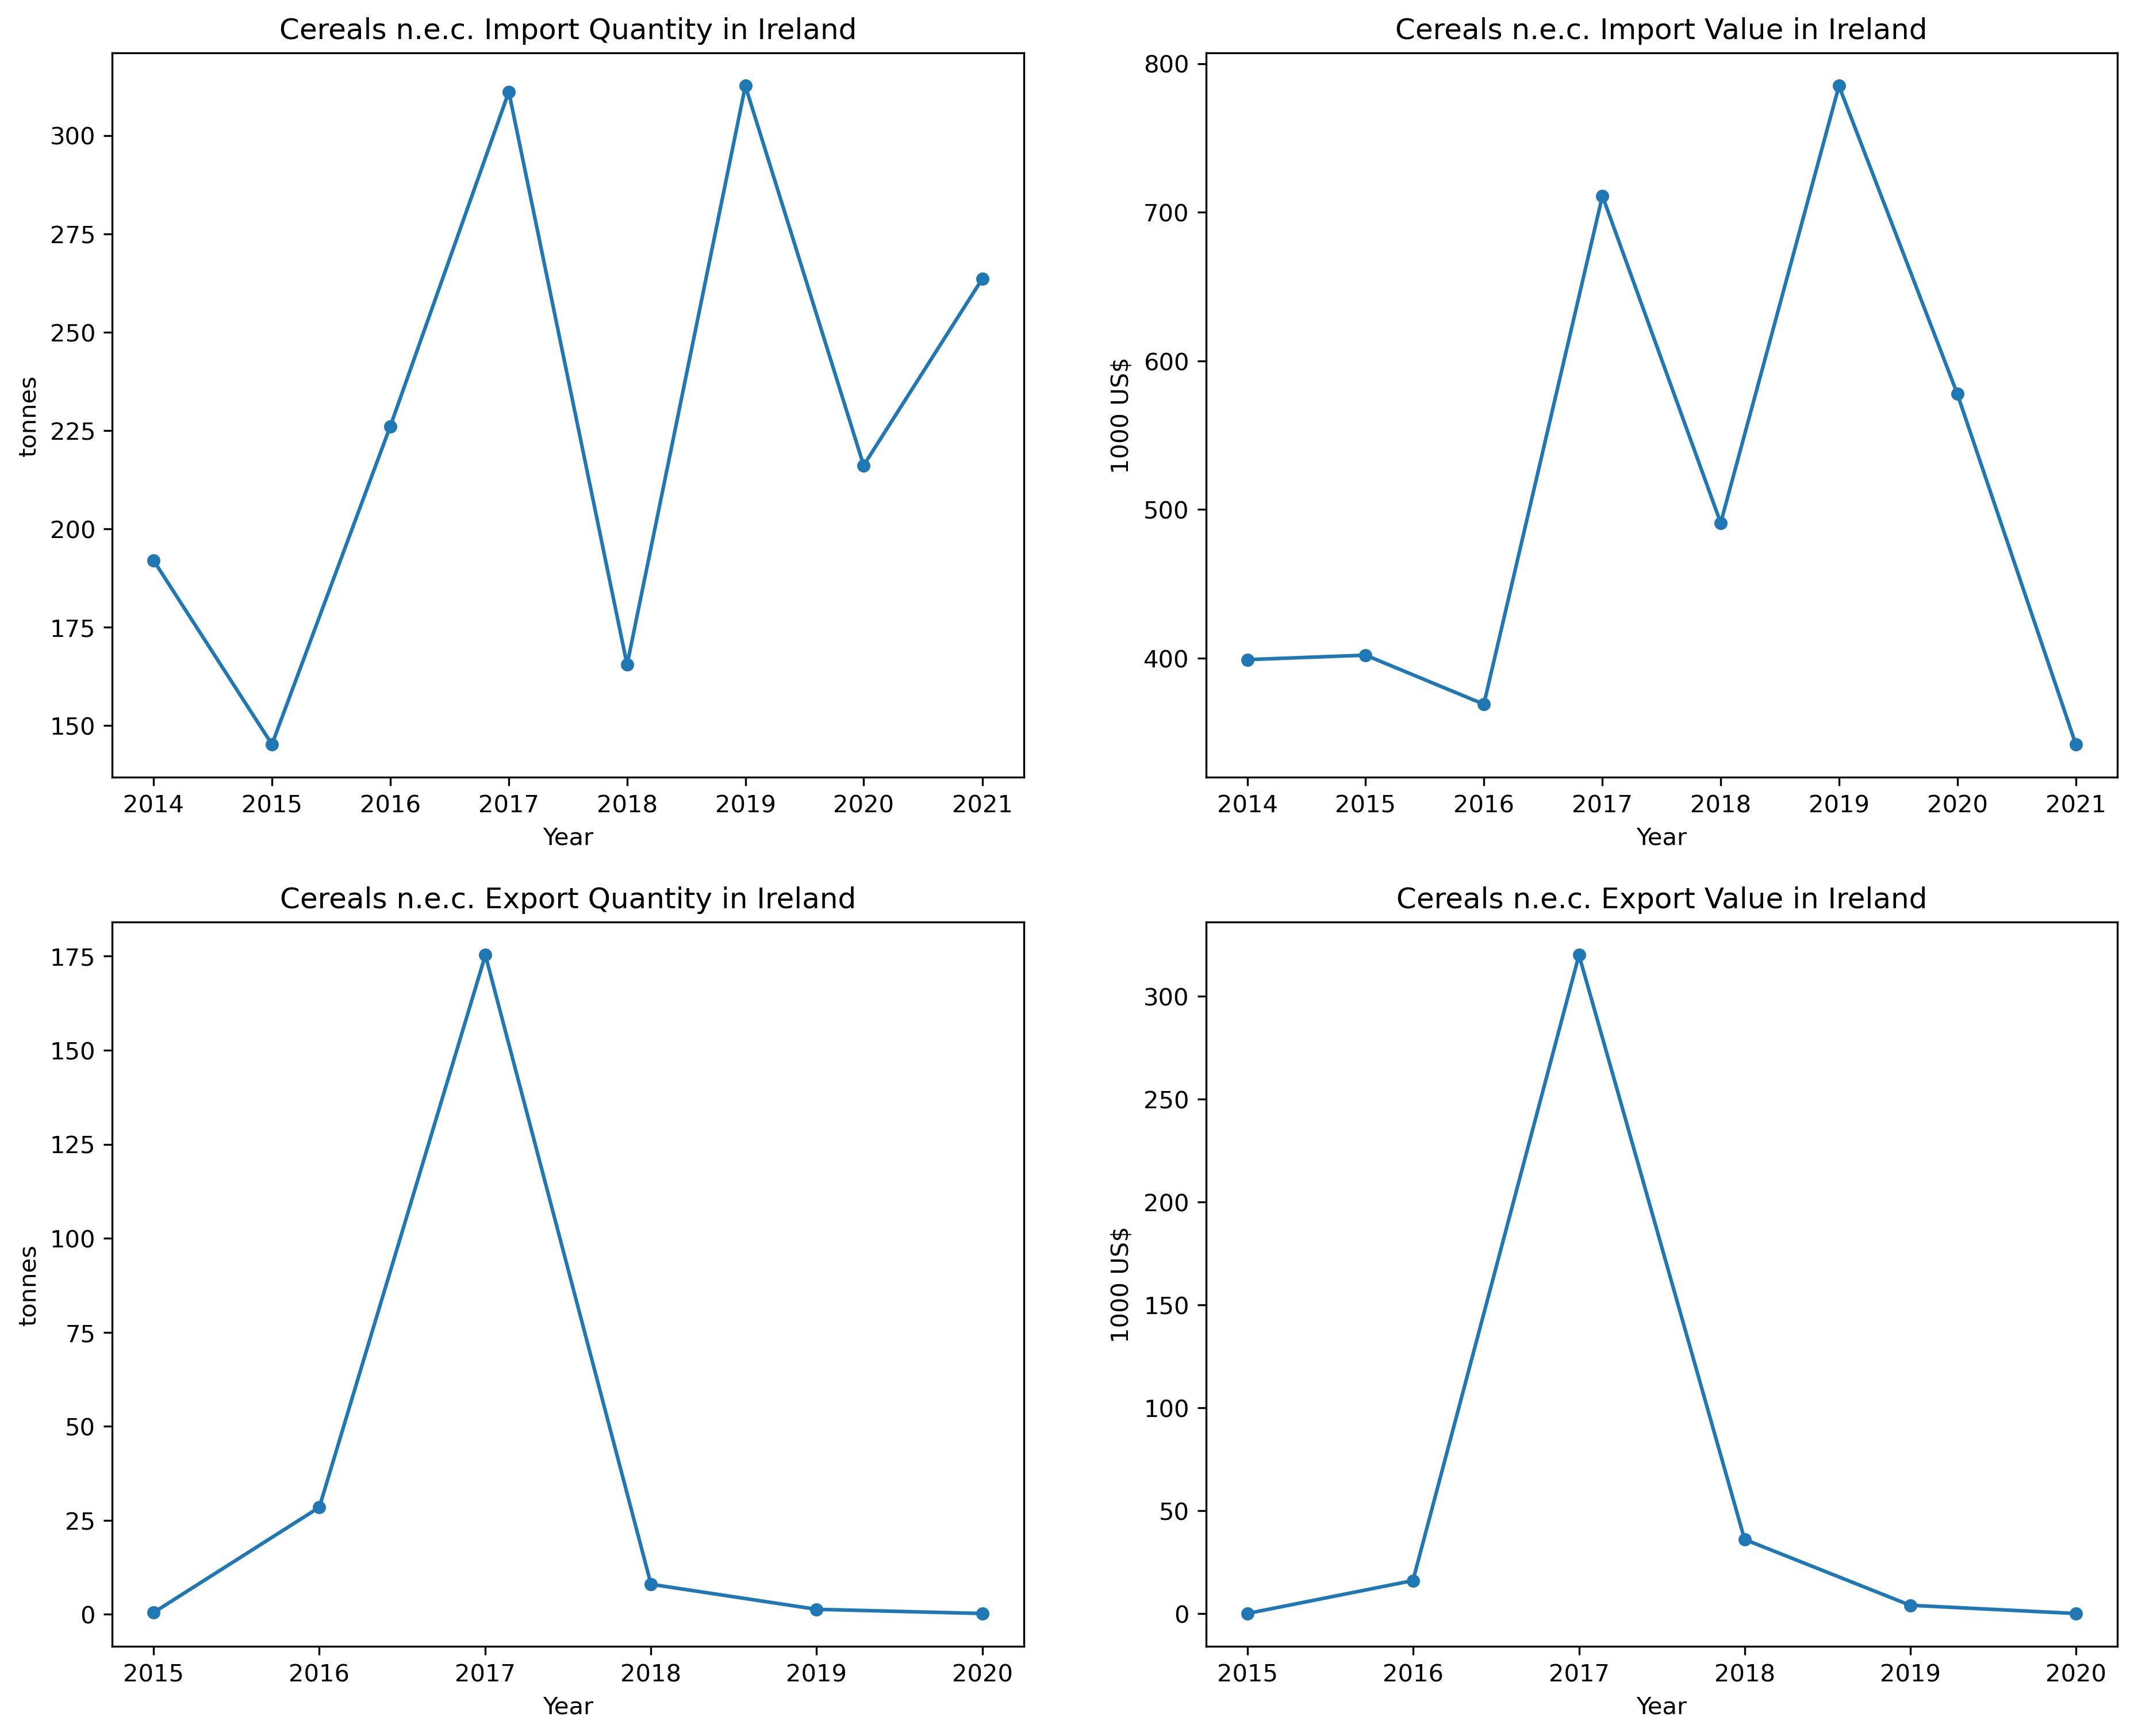 Cereals n.e.c. Import Quantity in Ireland
300
275
250
225
200
175
150
tonnes
2014 2015 2016 2017 2018 2019 2020 2021
Year
Cereals n.e.c. Import Value in Ireland
800
700
600
500
400
1000 US$
2014 2015 2016 2017 2018 2019 2020 2021
Year
Cereals n.e.c. Export Quantity in Ireland
175
150
125
100
75
50
25
0
tonnes
2015 2016 2017 2018 2019 2020
Year
Cereals n.e.c. Export Value in Ireland
300
250
200
150
100
50
0
1000 US$
2015 2016 2017 2018 2019 2020
Year